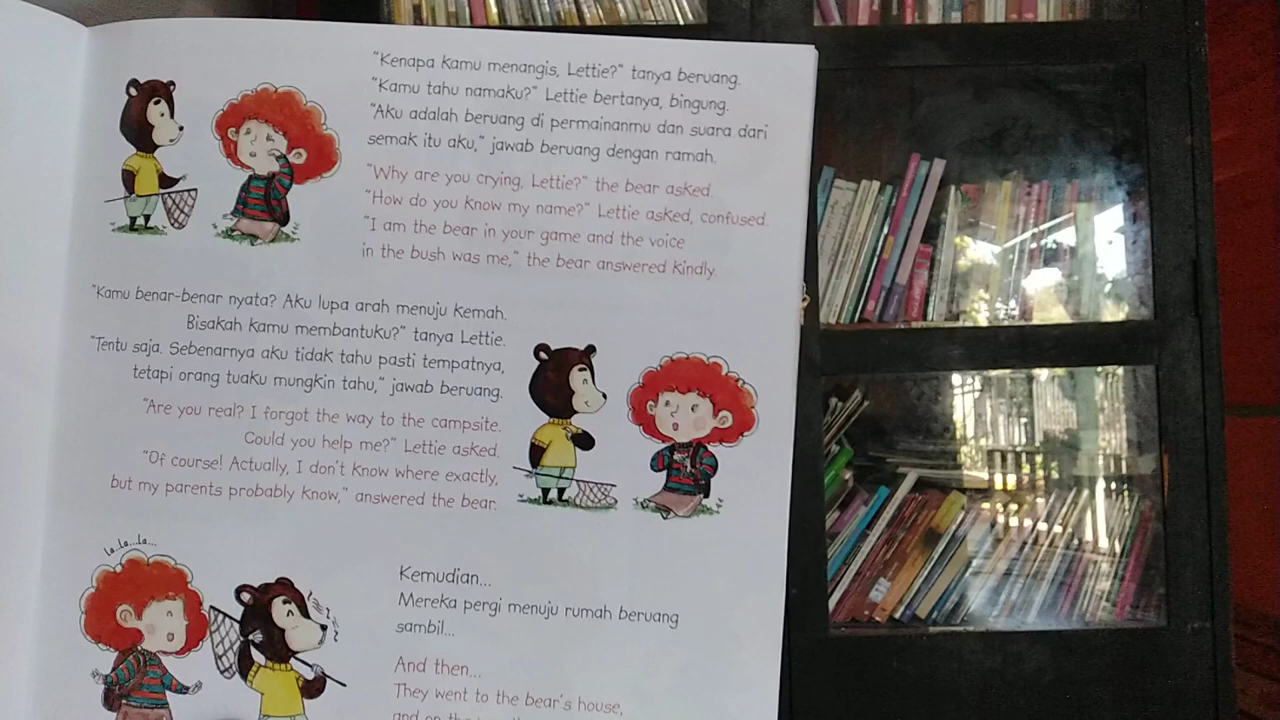 "Kenapa kamu menangis, Lettie?" tanya beruang.
"Kamu tahu namaku?" Lettie bertanya, bingung.
"Aku adalah beruang di permainanmu dan suara dari
semak itu aku," jawab beruang dengan ramah.
"Why are you crying, Lettie?" the bear asked.
"How do you know my name?" Lettie asked, confused.
"I am the bear in your game and the voice
in the bush was me," the bear answered kindly.
"Kamu benar-benar nyata? Aku lupa arah menuju kemah.
Bisakah kamu membantuku?" tanya Lettie.
"Tentu saja. Sebenarnya aku tidak tahu pasti tempatnya,
tetapi orang tuaku mungkin tahu," jawab beruang.
"Are you real? I forgot the way to the campsite.
Could you help me?" Lettie asked.
"Of course! Actually, I don't know where exactly,
but my parents probably know," answered the bear.
La...La...La...
Kemudian...
Mereka pergi menuju rumah beruang
sambil...
And then...
They went to the bear's house,
and on the